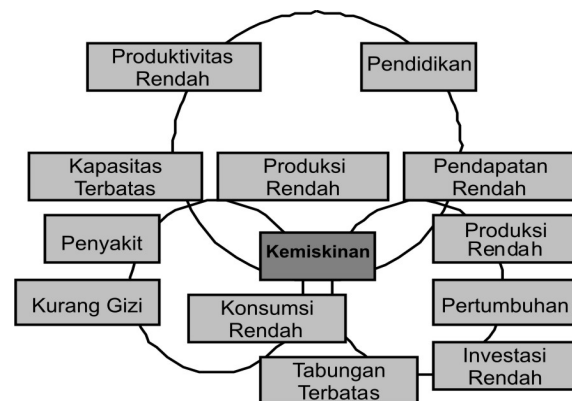 Produktivitas
Rendah
Pendidikan
Kapasitas
Terbatas
Produksi
Rendah
Pendapatan
Rendah
Penyakit
Kemiskinan
Produksi
Rendah
Kurang Gizi
Konsumsi
Rendah
Pertumbuhan
Tabungan
Terbatas
Investasi
Rendah